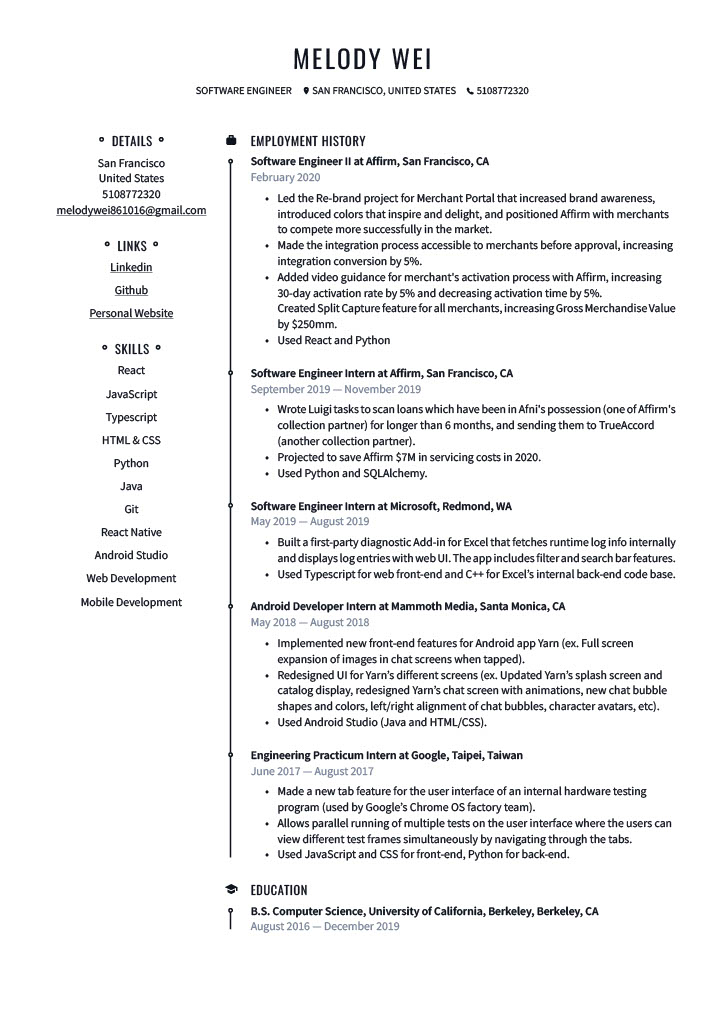 MELODY WEI
SOFTWARE ENGINEER SAN FRANCISCO, UNITED STATES 5108772320
DETAILS
San Francisco
United States
5108772320
melodywei861016@gmail.com
LINKS
Linkedin
Github
Personal Website
SKILLS
React
JavaScript
Typescript
HTML & CSS
Python
Java
Git
React Native
Android Studio
Web Development
Mobile Development
EMPLOYMENT HISTORY
Software Engineer II at Affirm, San Francisco, CA
February 2020
• Led the Re-brand project for Merchant Portal that increased brand awareness,
introduced colors that inspire and delight, and positioned Affirm with merchants
to compete more successfully in the market.
• Made the integration process accessible to merchants before approval, increasing
integration conversion by 5%.
• Added video guidance for merchant's activation process with Affirm, increasing
30-day activation rate by 5% and decreasing activation time by 5%.
Created Split Capture feature for all merchants, increasing Gross Merchandise Value
by $250mm.
• Used React and Python
Software Engineer Intern at Affirm, San Francisco, CA
September 2019 — November 2019
• Wrote Luigi tasks to scan loans which have been in Afni's possession (one of Affirm's
collection partner) for longer than 6 months, and sending them to TrueAccord
(another collection partner).
• Projected to save Affirm $7M in servicing costs in 2020.
• Used Python and SQLAlchemy.
Software Engineer Intern at Microsoft, Redmond, WA
May 2019 — August 2019
• Built a first-party diagnostic Add-in for Excel that fetches runtime log info internally
and displays log entries with web UI. The app includes filter and search bar features.
• Used Typescript for web front-end and C++ for Excel's internal back-end code base.
Android Developer Intern at Mammoth Media, Santa Monica, CA
May 2018 — August 2018
• Implemented new front-end features for Android app Yarn (ex. Full screen
expansion of images in chat screens when tapped).
• Redesigned UI for Yarn's different screens (ex. Updated Yarn's splash screen and
catalog display, redesigned Yarn's chat screen with animations, new chat bubble
shapes and colors, left/right alignment of chat bubbles, character avatars, etc).
• Used Android Studio (Java and HTML/CSS).
Engineering Practicum Intern at Google, Taipei, Taiwan
June 2017 — August 2017
• Made a new tab feature for the user interface of an internal hardware testing
program (used by Google's Chrome OS factory team).
• Allows parallel running of multiple tests on the user interface where the users can
view different test frames simultaneously by navigating through the tabs.
• Used JavaScript and CSS for front-end, Python for back-end.
EDUCATION
B.S. Computer Science, University of California, Berkeley, Berkeley, CA
August 2016 — December 2019